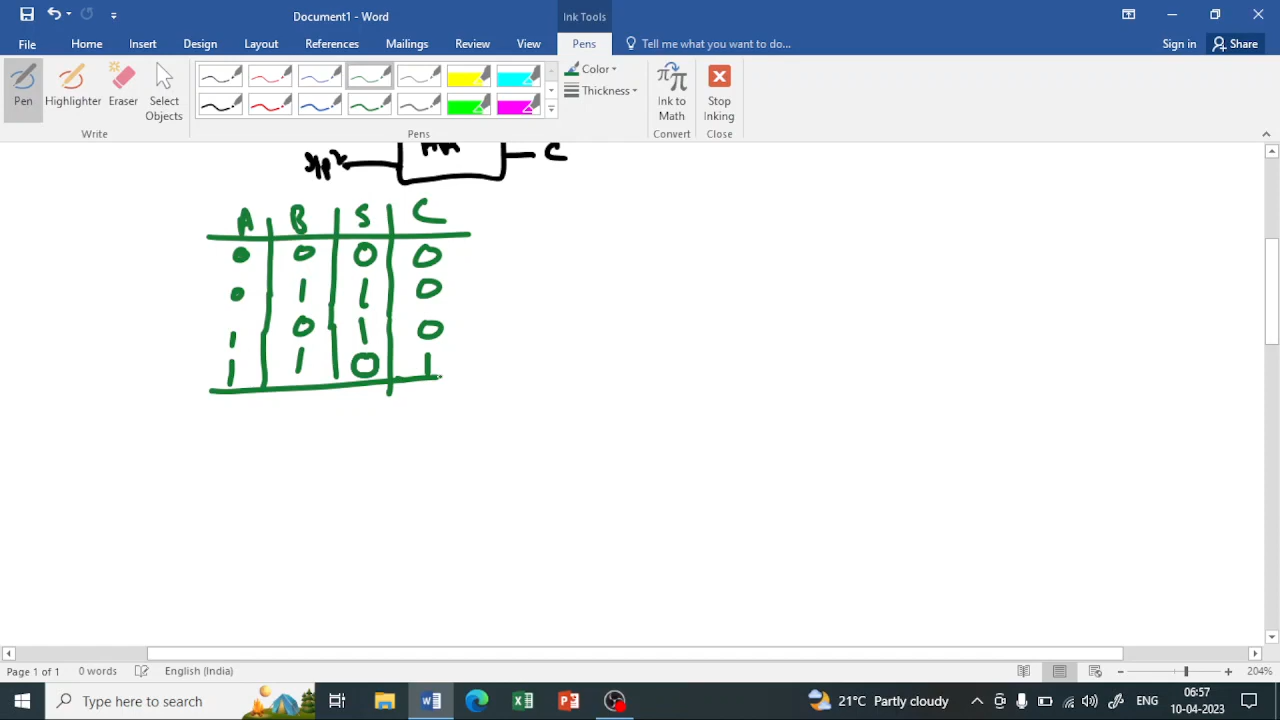 Document1 - Word
Ink Tools
File Home Insert Design Layout References Mailings Review View Pens Tell me what you want to do... Sign in Share
Pen Highlighter Eraser Select Objects
Color
Thickness
Ink to Math
Stop Inking
Write Pens Convert Close
C
A B S C
0 0 0 0
0 1 1 0
1 0 1 0
1 1 0 1
Page 1 of 1 0 words English (India) 204%
Type here to search
21°C Partly cloudy ENG 06:57
10-04-2023